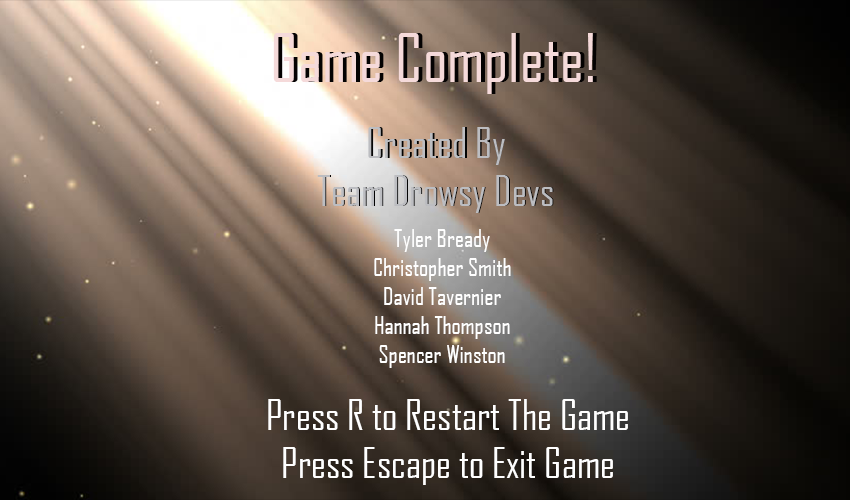 Game Complete!
Created By
Team Drowsy Devs
Tyler Bready
Christopher Smith
David Tavernier
Hannah Thompson
Spencer Winston
Press R to Restart The Game
Press Escape to Exit Game